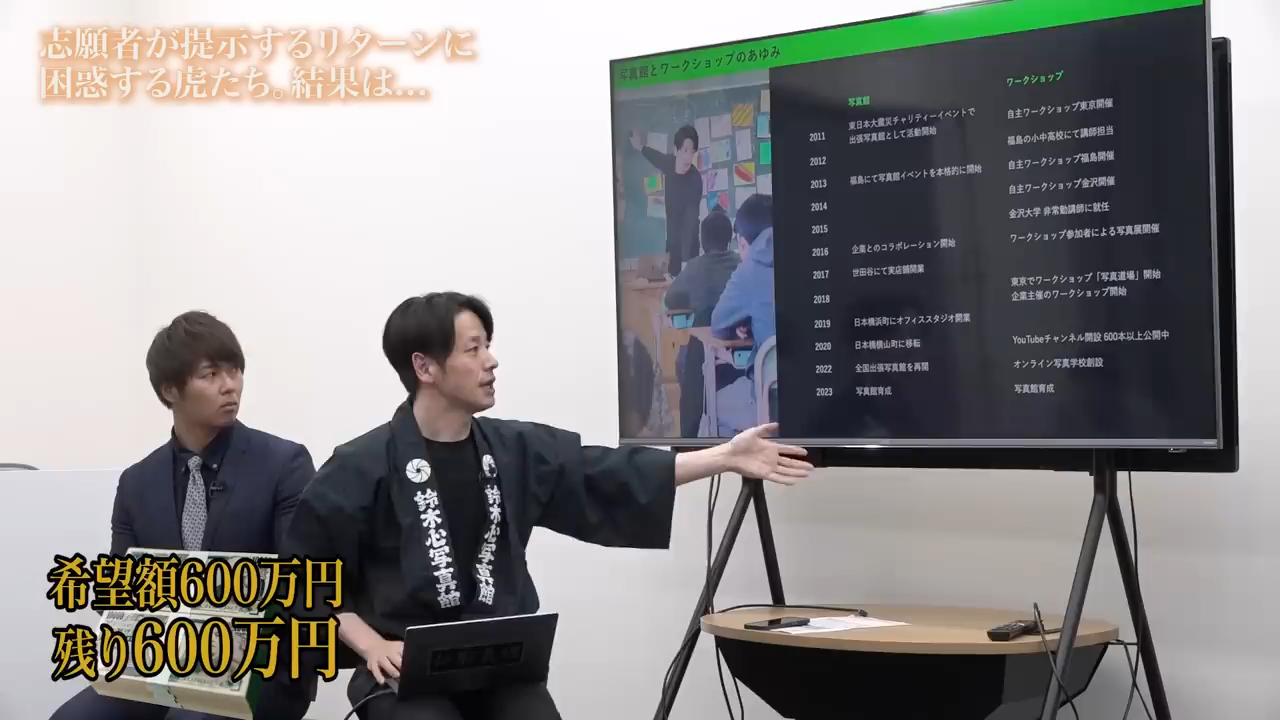 志願者が提示するリターンに
困惑する虎たち。結果は…
写真館とワークショップのあゆみ
写真館
ワークショップ
2011
東日本大震災チャリティーイベントで
出張写真館として活動開始
自主ワークショップ東京開催
2012
福島の小中高校にて講師担当
2013
福島にて写真館イベントを本格的に開始
自主ワークショップ福島開催
2014
自主ワークショップ金沢開催
2015
金沢大学 非常勤講師に就任
2016
企業とのコラボレーション開始
ワークショップ参加者による写真展開催
2017
世田谷にて実店舗開業
2018
東京でワークショップ「写真道場」開始
企業主催のワークショップ開始
2019
日本橋浜町にオフィススタジオ開業
2020
日本橋横山町に移転
YouTubeチャンネル開設 600本以上公開中
2022
全国出張写真館を再開
オンライン写真学校創設
2023
写真館育成
写真館育成
鈴木心写真館
鈴木心写真館
希望額600万円
残り600万円